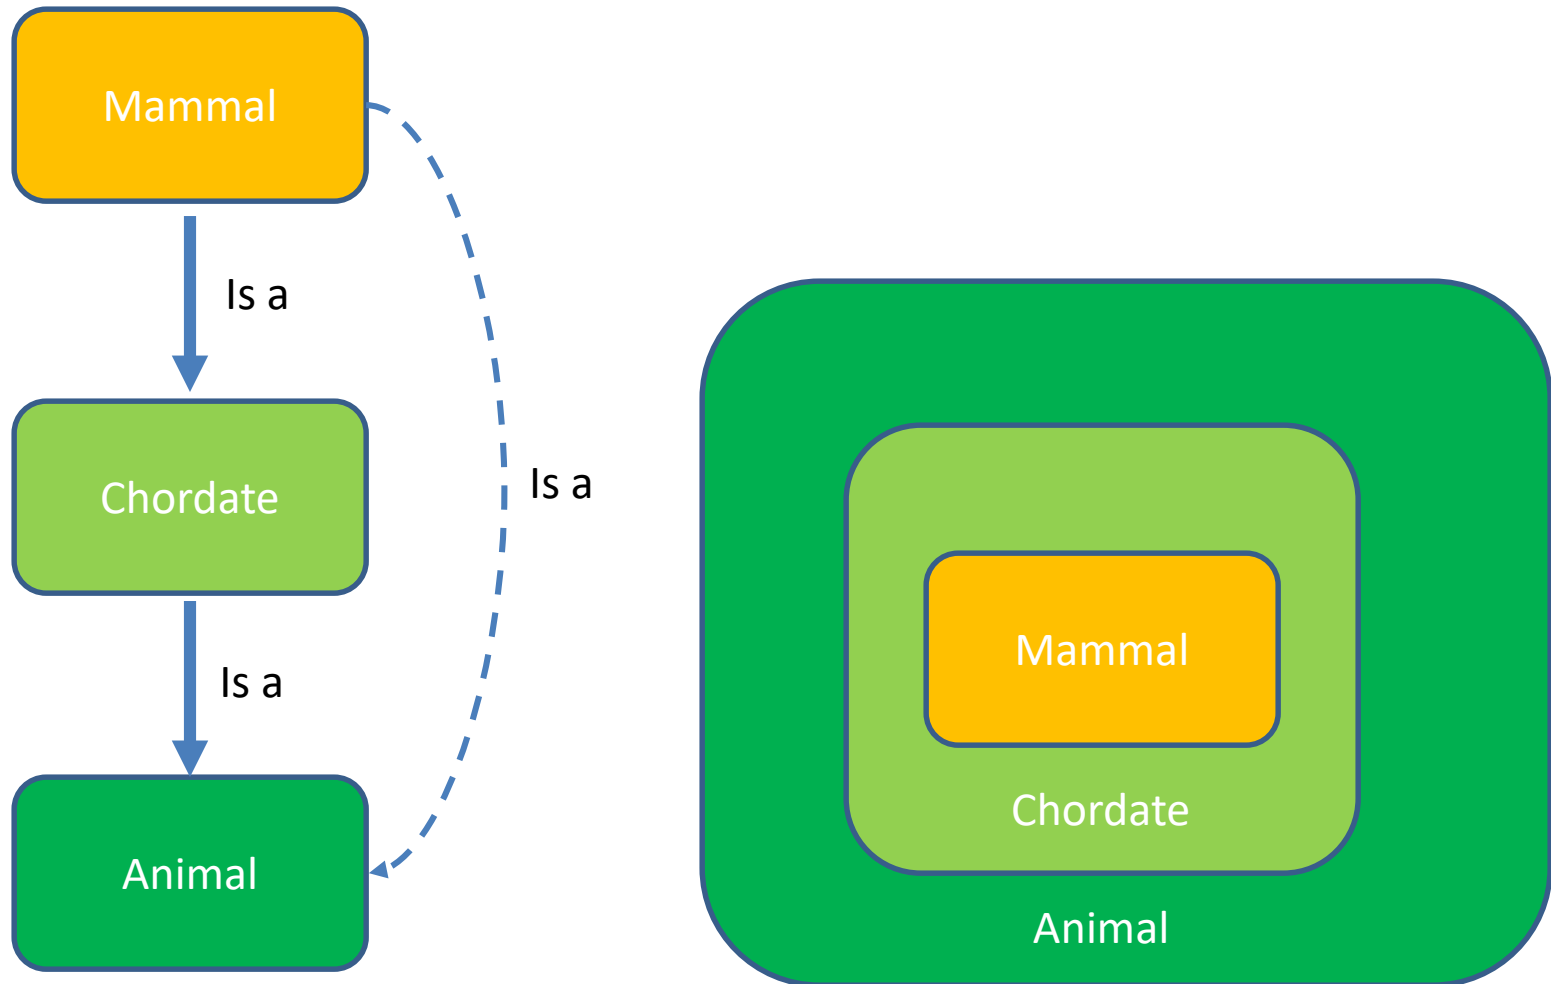 Mammal
Is a
Chordate
Is a
Is a
Animal
Mammal
Chordate
Animal